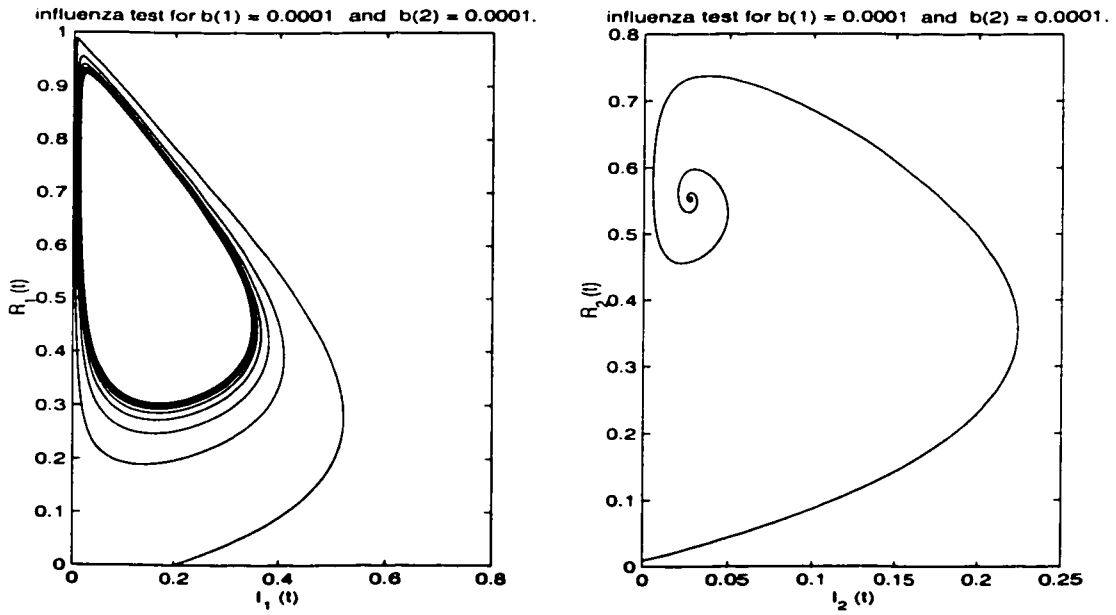 influenza test for b(1) = 0.0001 and b(2) = 0.0001.
1
0.9
0.8
0.7
0.6
0.5
0.4
0.3
0.2
0.1
0
R_1(t)
0 0.2 0.4 0.6 0.8
I_1 (t)
influenza test for b(1) = 0.0001 and b(2) = 0.0001.
0.8
0.7
0.6
0.5
0.4
0.3
0.2
0.1
0
R_2(t)
0 0.05 0.1 0.15 0.2 0.25
I_2 (t)